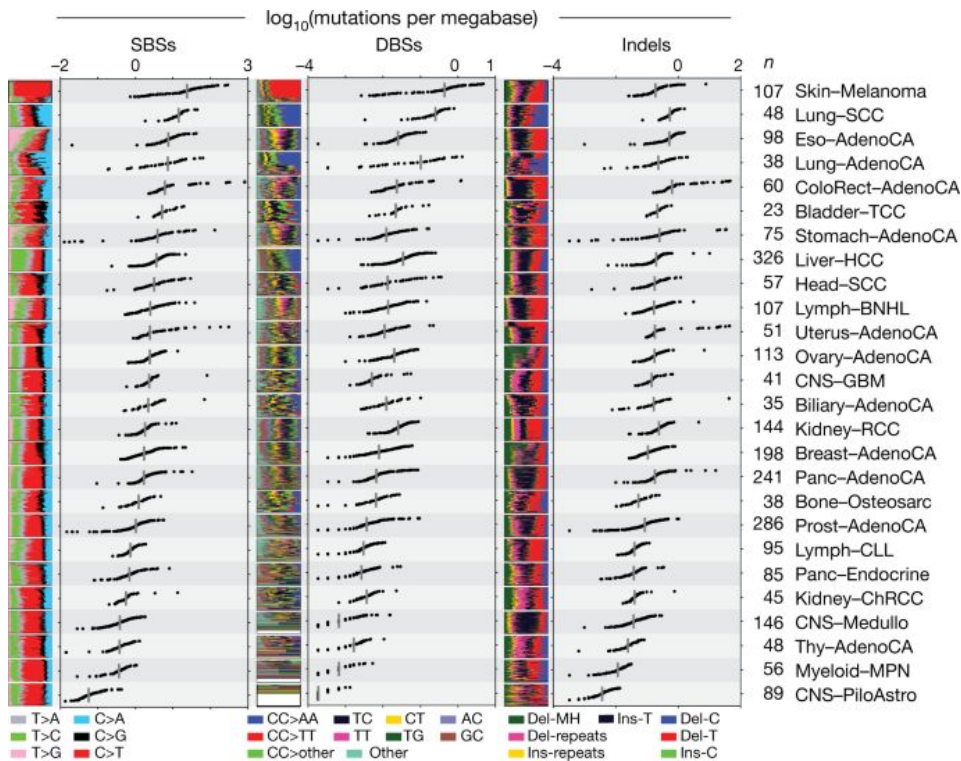 log10(mutations per megabase)
SBSs DBSs Indels
-2 0 2 -4 -2 0 -4 -2 0 2 n
107 Skin–Melanoma
48 Lung–SCC
98 Eso–AdenoCA
38 Lung–AdenoCA
60 ColoRect–AdenoCA
23 Bladder–TCC
75 Stomach–AdenoCA
326 Liver–HCC
57 Head–SCC
107 Lymph–BNHL
51 Uterus–AdenoCA
113 Ovary–AdenoCA
41 CNS–GBM
35 Biliary–AdenoCA
144 Kidney–RCC
198 Breast–AdenoCA
241 Panc–AdenoCA
38 Bone–Osteosarc
286 Prost–AdenoCA
95 Lymph–CLL
85 Panc–Endocrine
45 Kidney–ChRCC
146 CNS–Medullo
48 Thy–AdenoCA
56 Myeloid–MPN
89 CNS–PiloAstro
T>A C>A CC>AA TC CT AC Del-MH Ins-T Del-C
T>C C>G CC>TT TT TG GC Del-repeats Del-T
T>G C>T CC>other Other Ins-repeats Ins-C